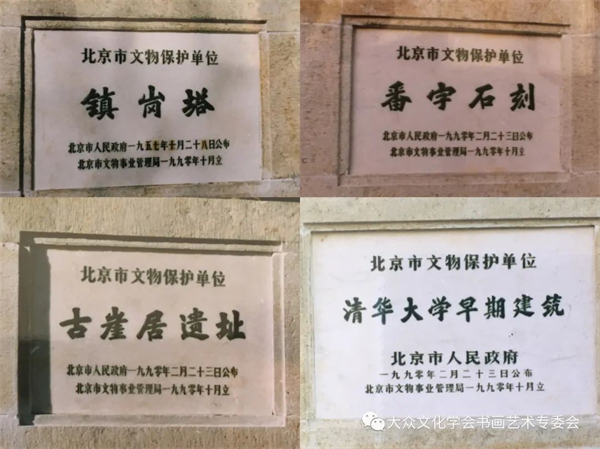 北京市文物保护单位
镇岗塔
北京市人民政府一九五七年十月二十八日公布
北京市文物事业管理局一九九〇年十月立
北京市文物保护单位
番字石刻
北京市人民政府一九九〇年二月二十三日公布
北京市文物事业管理局一九九〇年十月立
北京市文物保护单位
古崖居遗址
北京市人民政府一九九〇年二月二十三日公布
北京市文物事业管理局一九九〇年十月立
北京市文物保护单位
清华大学早期建筑
北京市人民政府
一九九〇年二月二十三日公布
北京市文物事业管理局一九九〇年十月立
大众文化学会书画艺术专委会